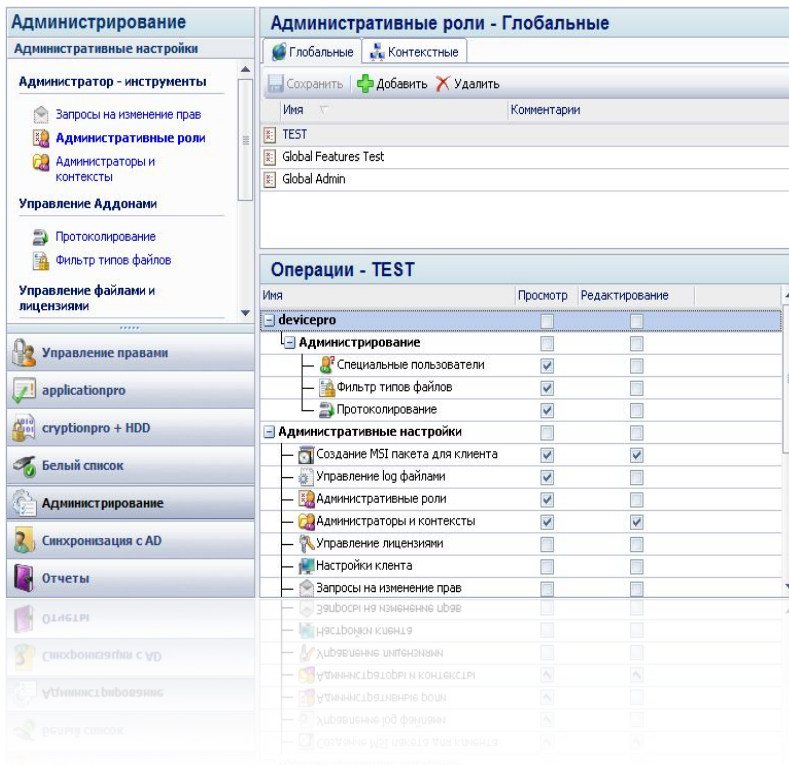 Администрирование
Административные настройки
Администратор - инструменты
Запросы на изменение прав
Административные роли
Администраторы и
контексты
Управление Аддонами
Протоколирование
Фильтр типов файлов
Управление файлами и
лицензиями
Управление правами
applicationpro
cryptionpro + HDD
Белый список
Администрирование
Синхронизация с AD
Отчеты
Административные роли - Глобальные
Глобальные Контекстные
Сохранить Добавить Удалить
Имя Комментарии
TEST
Global Features Test
Global Admin
Операции - TEST
Имя Просмотр Редактирование
devicepro
Администрирование
Специальные пользователи
Фильтр типов файлов
Протоколирование
Административные настройки
Создание MSI пакета для клиента
Управление log файлами
Административные роли
Администраторы и контексты
Управление лицензиями
Настройки клента
Запросы на изменение прав